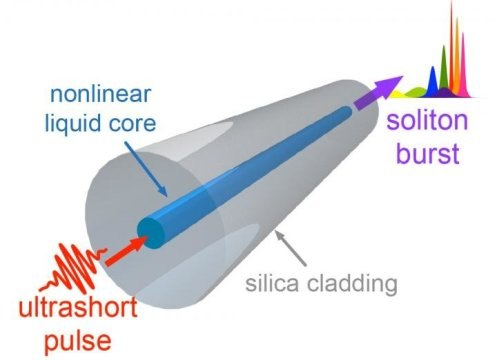 nonlinear
liquid core
soliton
burst
silica cladding
ultrashort
pulse